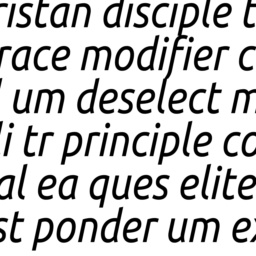 ristan disciple t
race modifier c
um deselect m
li tr principle co
al ea ques elite
st ponder um ex